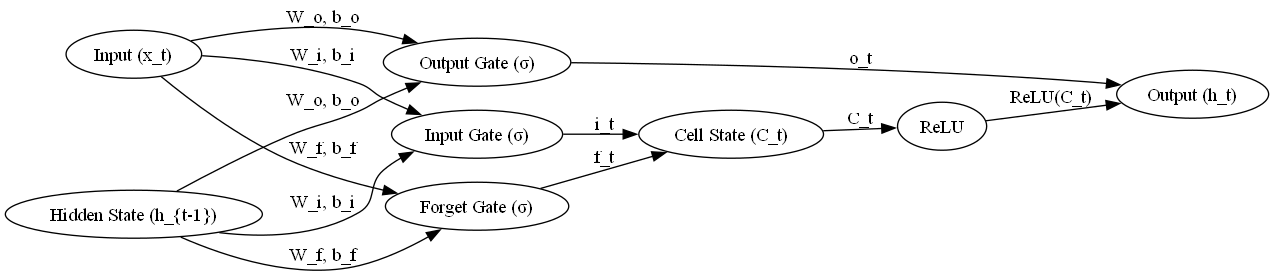 W_o, b_o
Input (x_t)
W_i, b_i
Output Gate (σ)
o_t
Output (h_t)
W_o, b_o
ReLU(C_t)
Input Gate (σ)
i_t
Cell State (C_t)
C_t
ReLU
W_f, b_f
f_t
Hidden State (h_{t-1})
W_i, b_i
Forget Gate (σ)
W_f, b_f